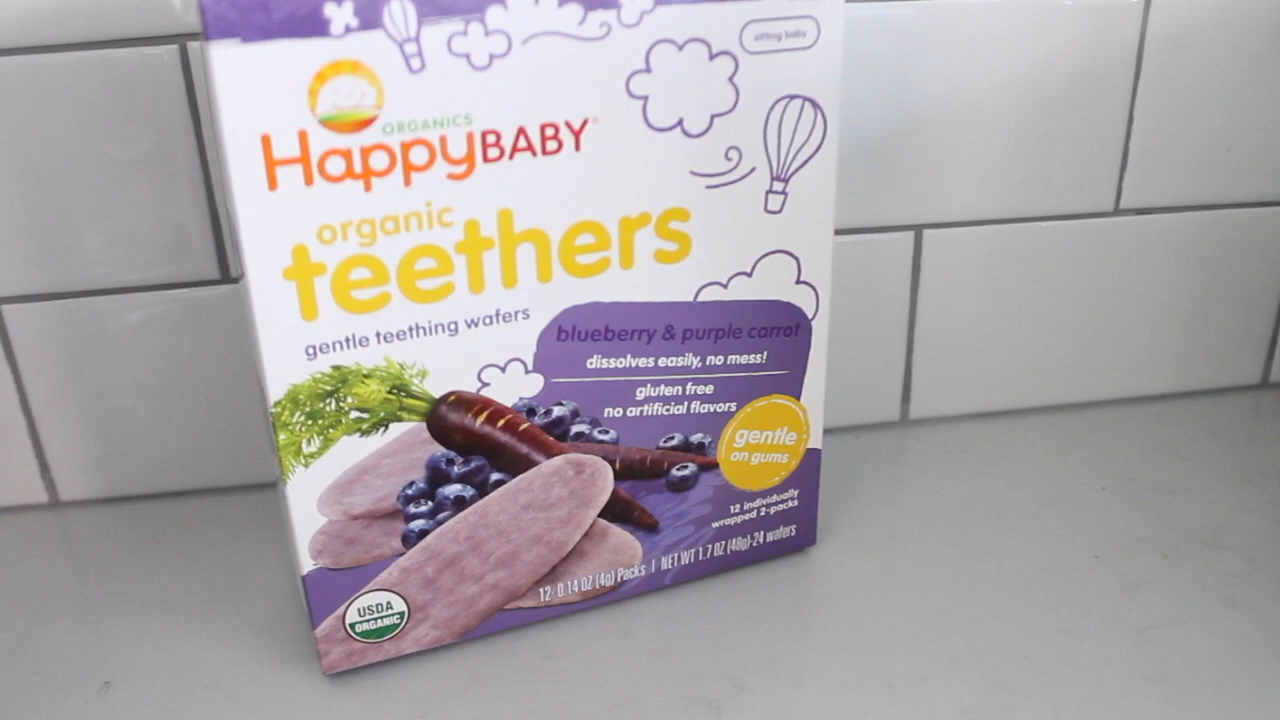 sitting baby
ORGANICS
HappyBABY
organic
teethers
gentle teething wafers
blueberry & purple carrot
dissolves easily, no mess!
gluten free
no artificial flavors
gentle
on gums
12 individually
wrapped 2-packs
12- 0.14 OZ (4g) Packs | NET WT 1.7 OZ (48g)-24 wafers
USDA
ORGANIC